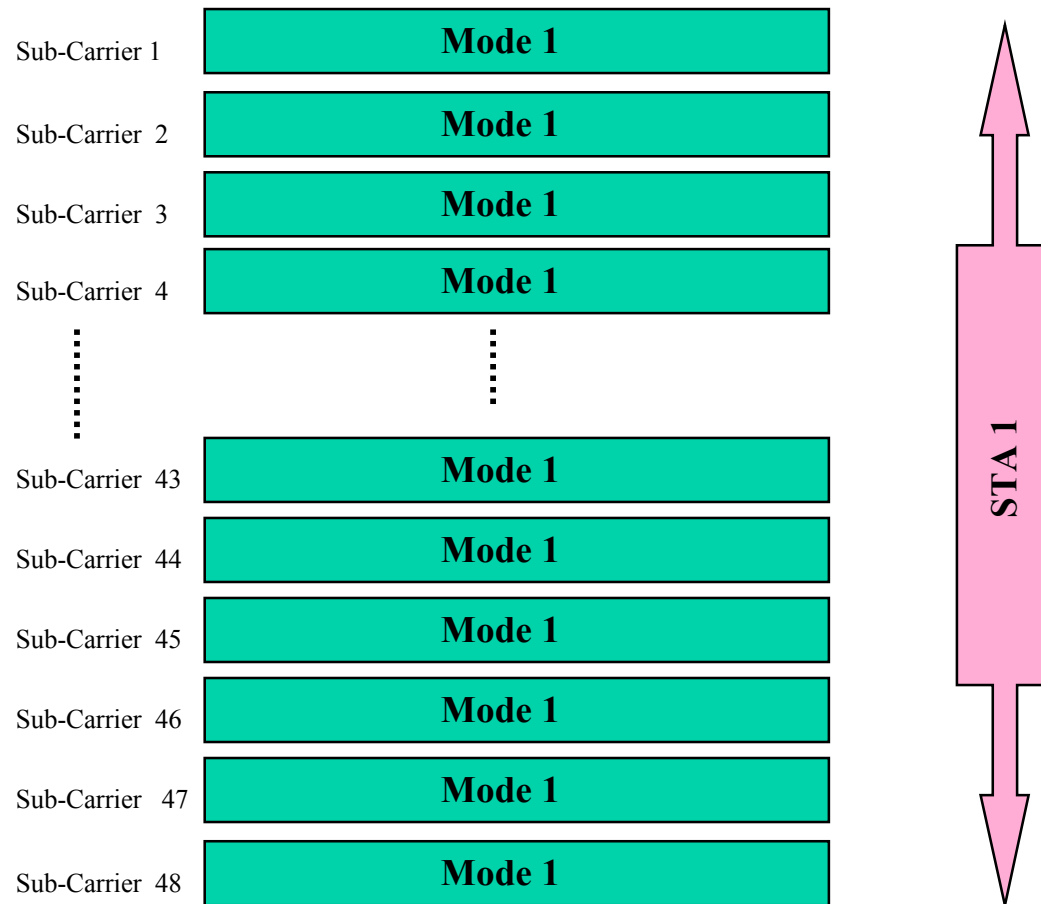 Sub-Carrier 1 Mode 1
Sub-Carrier 2 Mode 1
Sub-Carrier 3 Mode 1
Sub-Carrier 4 Mode 1
Sub-Carrier 43 Mode 1
Sub-Carrier 44 Mode 1
Sub-Carrier 45 Mode 1
Sub-Carrier 46 Mode 1
Sub-Carrier 47 Mode 1
Sub-Carrier 48 Mode 1
STA 1